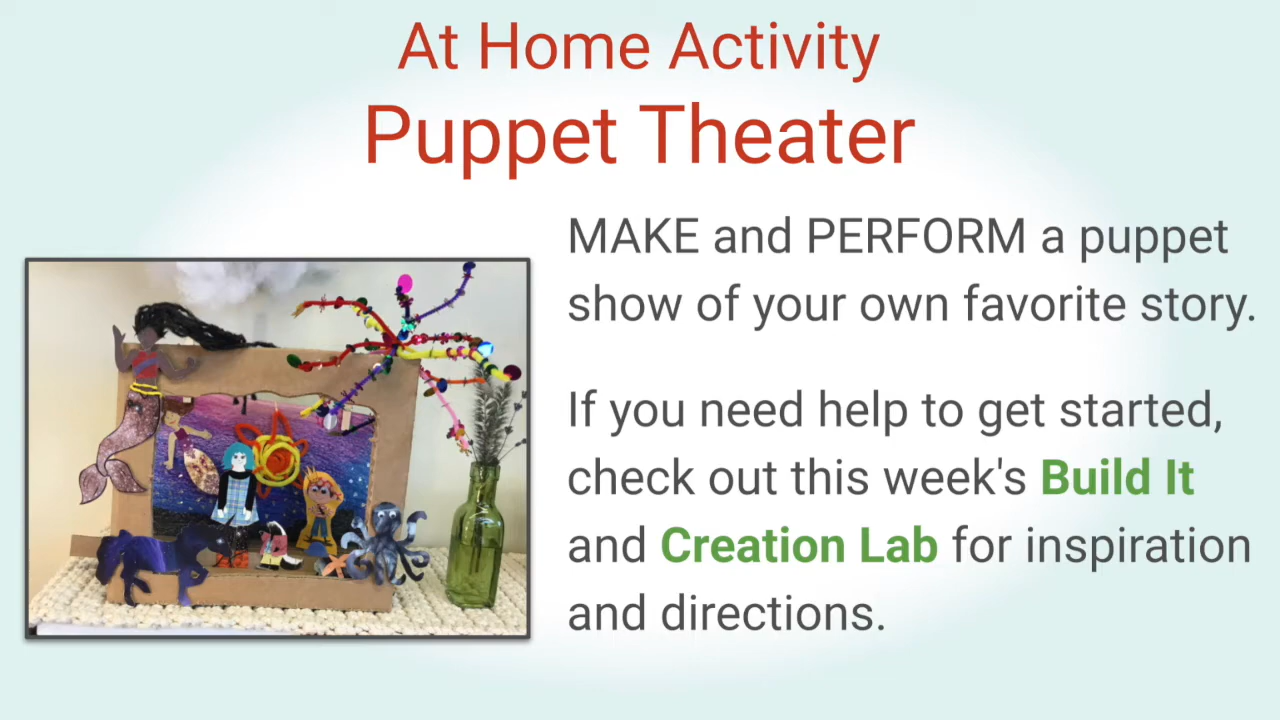 At Home Activity
Puppet Theater
MAKE and PERFORM a puppet
show of your own favorite story.
If you need help to get started,
check out this week's Build It
and Creation Lab for inspiration
and directions.